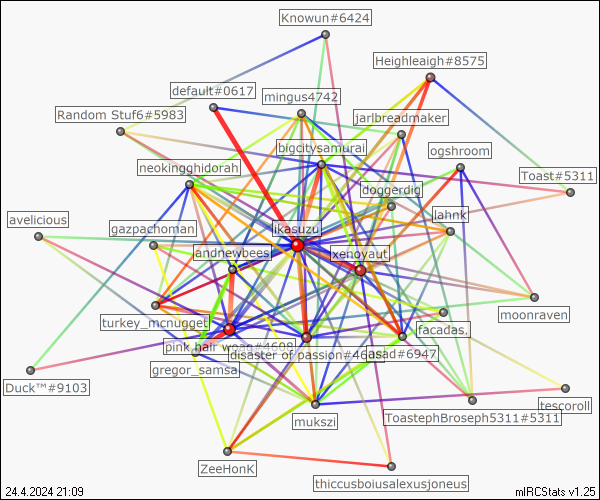 Knowun#6424
Heighleaigh#8575
default#0617
mingus4742
Random Stuf6#5983
jarlbreadmaker
bigcitysamurai
ogshroom
neokingghidorah
Toast#5311
doggerdig
avelicious
lahnk
gazpachoman
ikasuzu
andnewbees
xenoyaut
moonraven
turkey_mcnugget
facadas.
pink hair woag#4698
disaster of passion#46
asad#6947
gregor_samsa
Duck™#9103
tescoroll
ToastephBroseph5311#5311
mukszi
ZeeHonK
thiccusboiusalexusjoneus
24.4.2024 21:09
mIRCStats v1.25